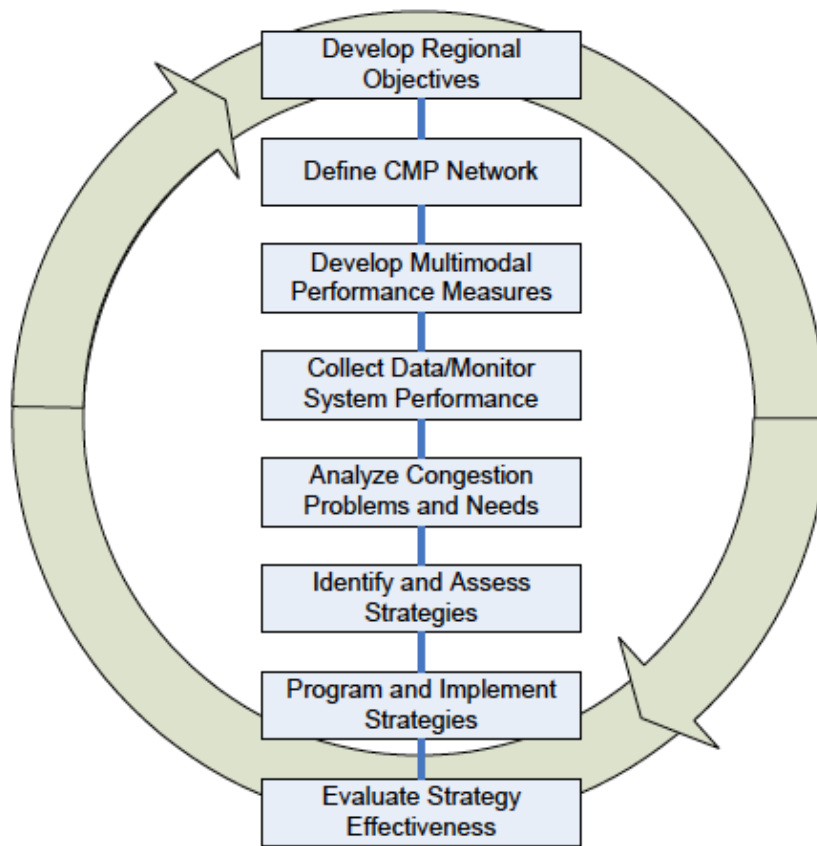 Develop Regional
Objectives
Define CMP Network
Develop Multimodal
Performance Measures
Collect Data/Monitor
System Performance
Analyze Congestion
Problems and Needs
Identify and Assess
Strategies
Program and Implement
Strategies
Evaluate Strategy
Effectiveness